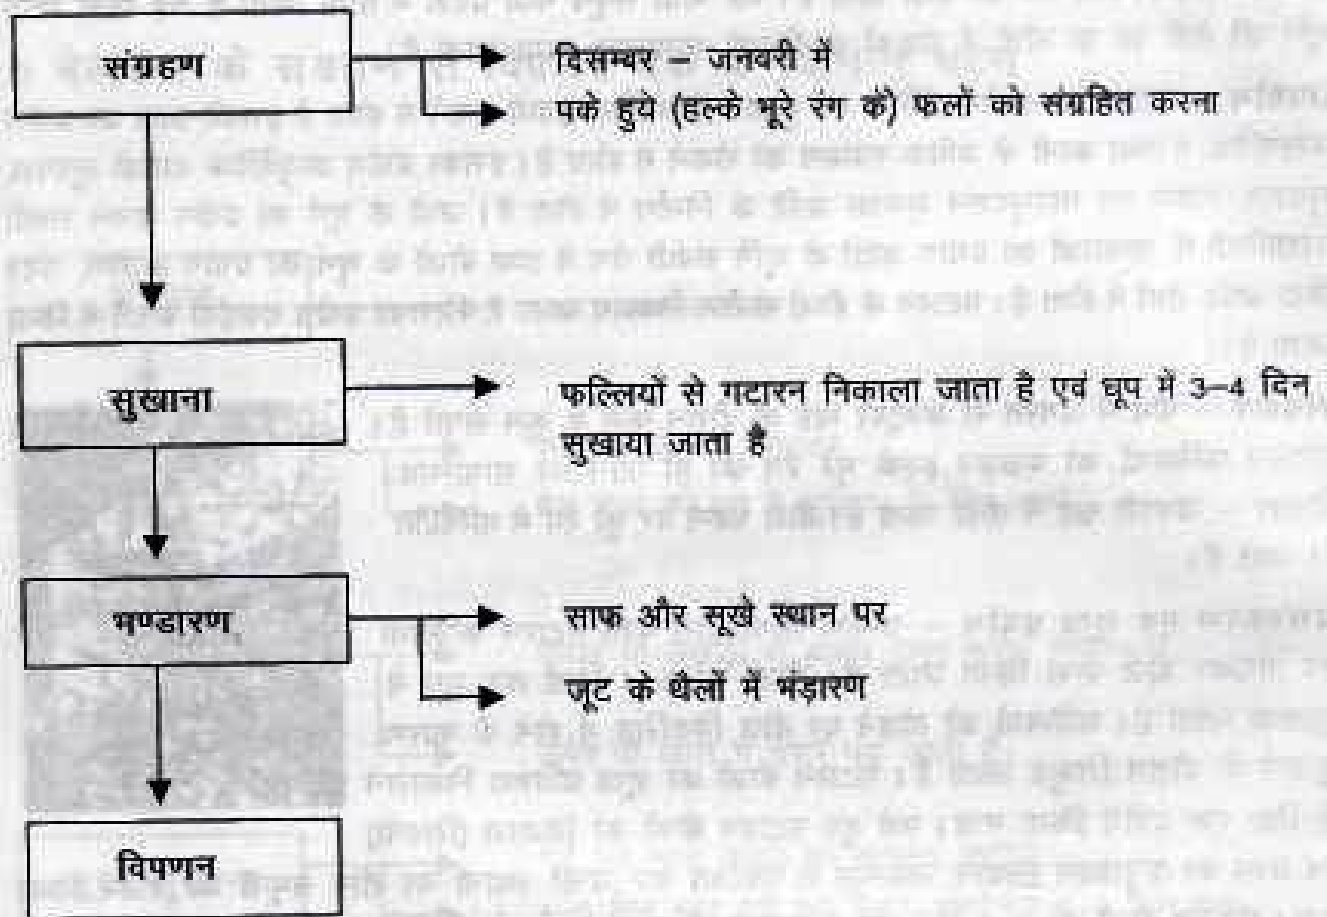 संग्रहण
दिसम्बर – जनवरी में
पके हुये (हल्के भूरे रंग के) फलों को संग्रहित करना
सुखाना
फल्लियों से गटारन निकाला जाता है एवं धूप में 3–4 दिन
सुखाया जाता है
भण्डारण
साफ और सूखे स्थान पर
जूट के थैलों में भंड़ारण
विपणन